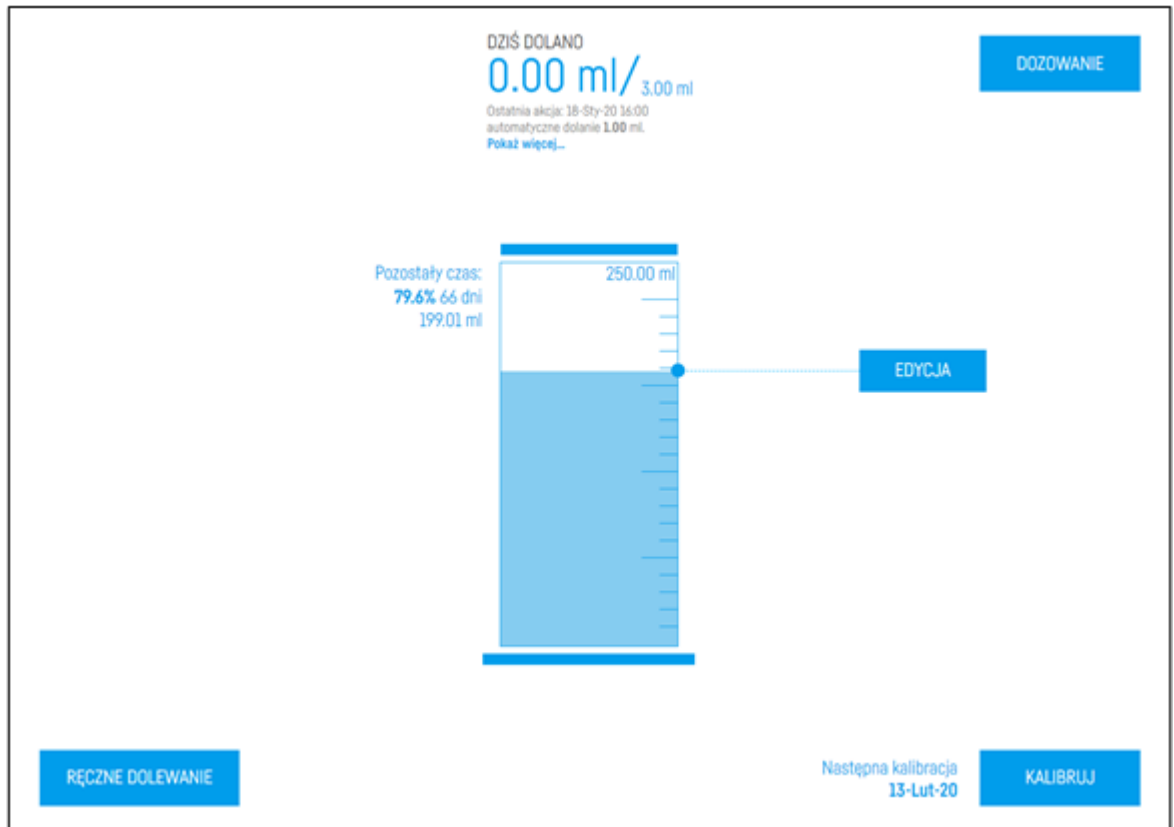 DZIŚ DOLANO
0.00 ml/ 3.00 ml
Ostatnia akcja: 18-Sty-20 16:00
automatyczne dolanie 1.00 ml.
Pokaż więcej...
DOZOWANIE
Pozostały czas:
79.6% 66 dni
199.01 ml
250.00 ml
EDYCJA
RĘCZNE DOLEWANIE
Następna kalibracja
13-Lut-20
KALIBRUJ